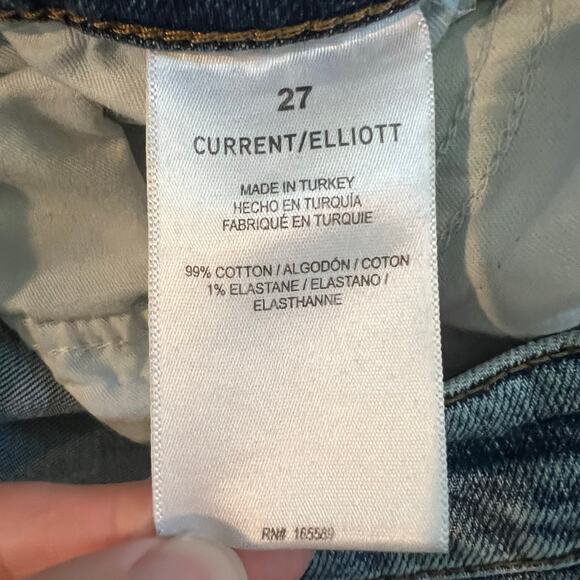 27
CURRENT/ELLIOTT
MADE IN TURKEY
HECHO EN TURQUÍA
FABRIQUÉ EN TURQUIE
99% COTTON / ALGODÓN / COTON
1% ELASTANE / ELASTANO /
ELASTHANNE
RN# 165589